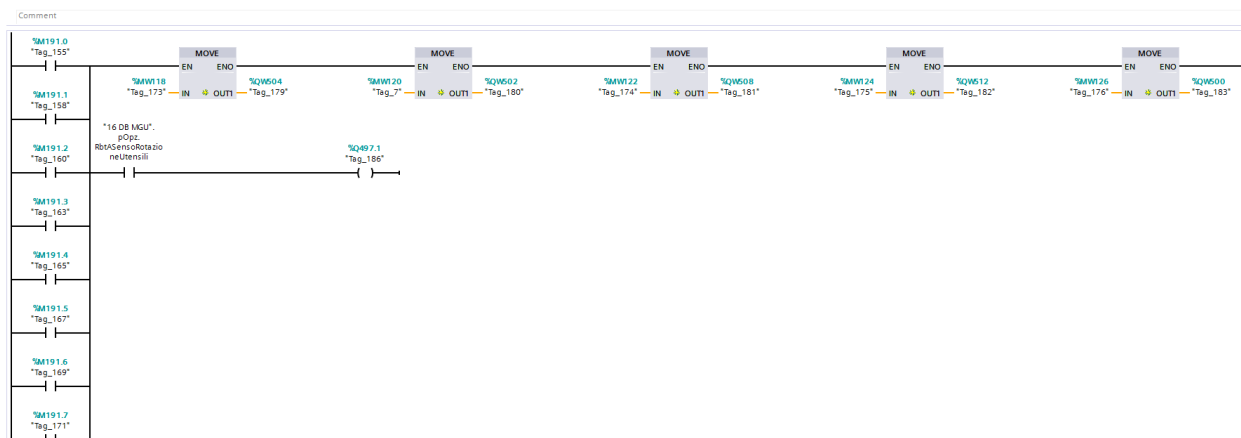 Comment
%M191.0
"Tag_155"
MOVE
EN ENO
%MW118
"Tag_173"
IN
OUT1
%QW504
"Tag_179"
MOVE
EN ENO
%MW120
"Tag_7"
IN
OUT1
%QW502
"Tag_180"
MOVE
EN ENO
%MW122
"Tag_174"
IN
OUT1
%QW508
"Tag_181"
MOVE
EN ENO
%MW124
"Tag_175"
IN
OUT1
%QW512
"Tag_182"
MOVE
EN ENO
%MW126
"Tag_176"
IN
OUT1
%QW500
"Tag_183"
%M191.1
"Tag_158"
%M191.2
"Tag_160"
"16 DB MGU".
pOpz.
RbtASensoRotazio
neUtensili
%Q497.1
"Tag_186"
%M191.3
"Tag_163"
%M191.4
"Tag_165"
%M191.5
"Tag_167"
%M191.6
"Tag_169"
%M191.7
"Tag_171"